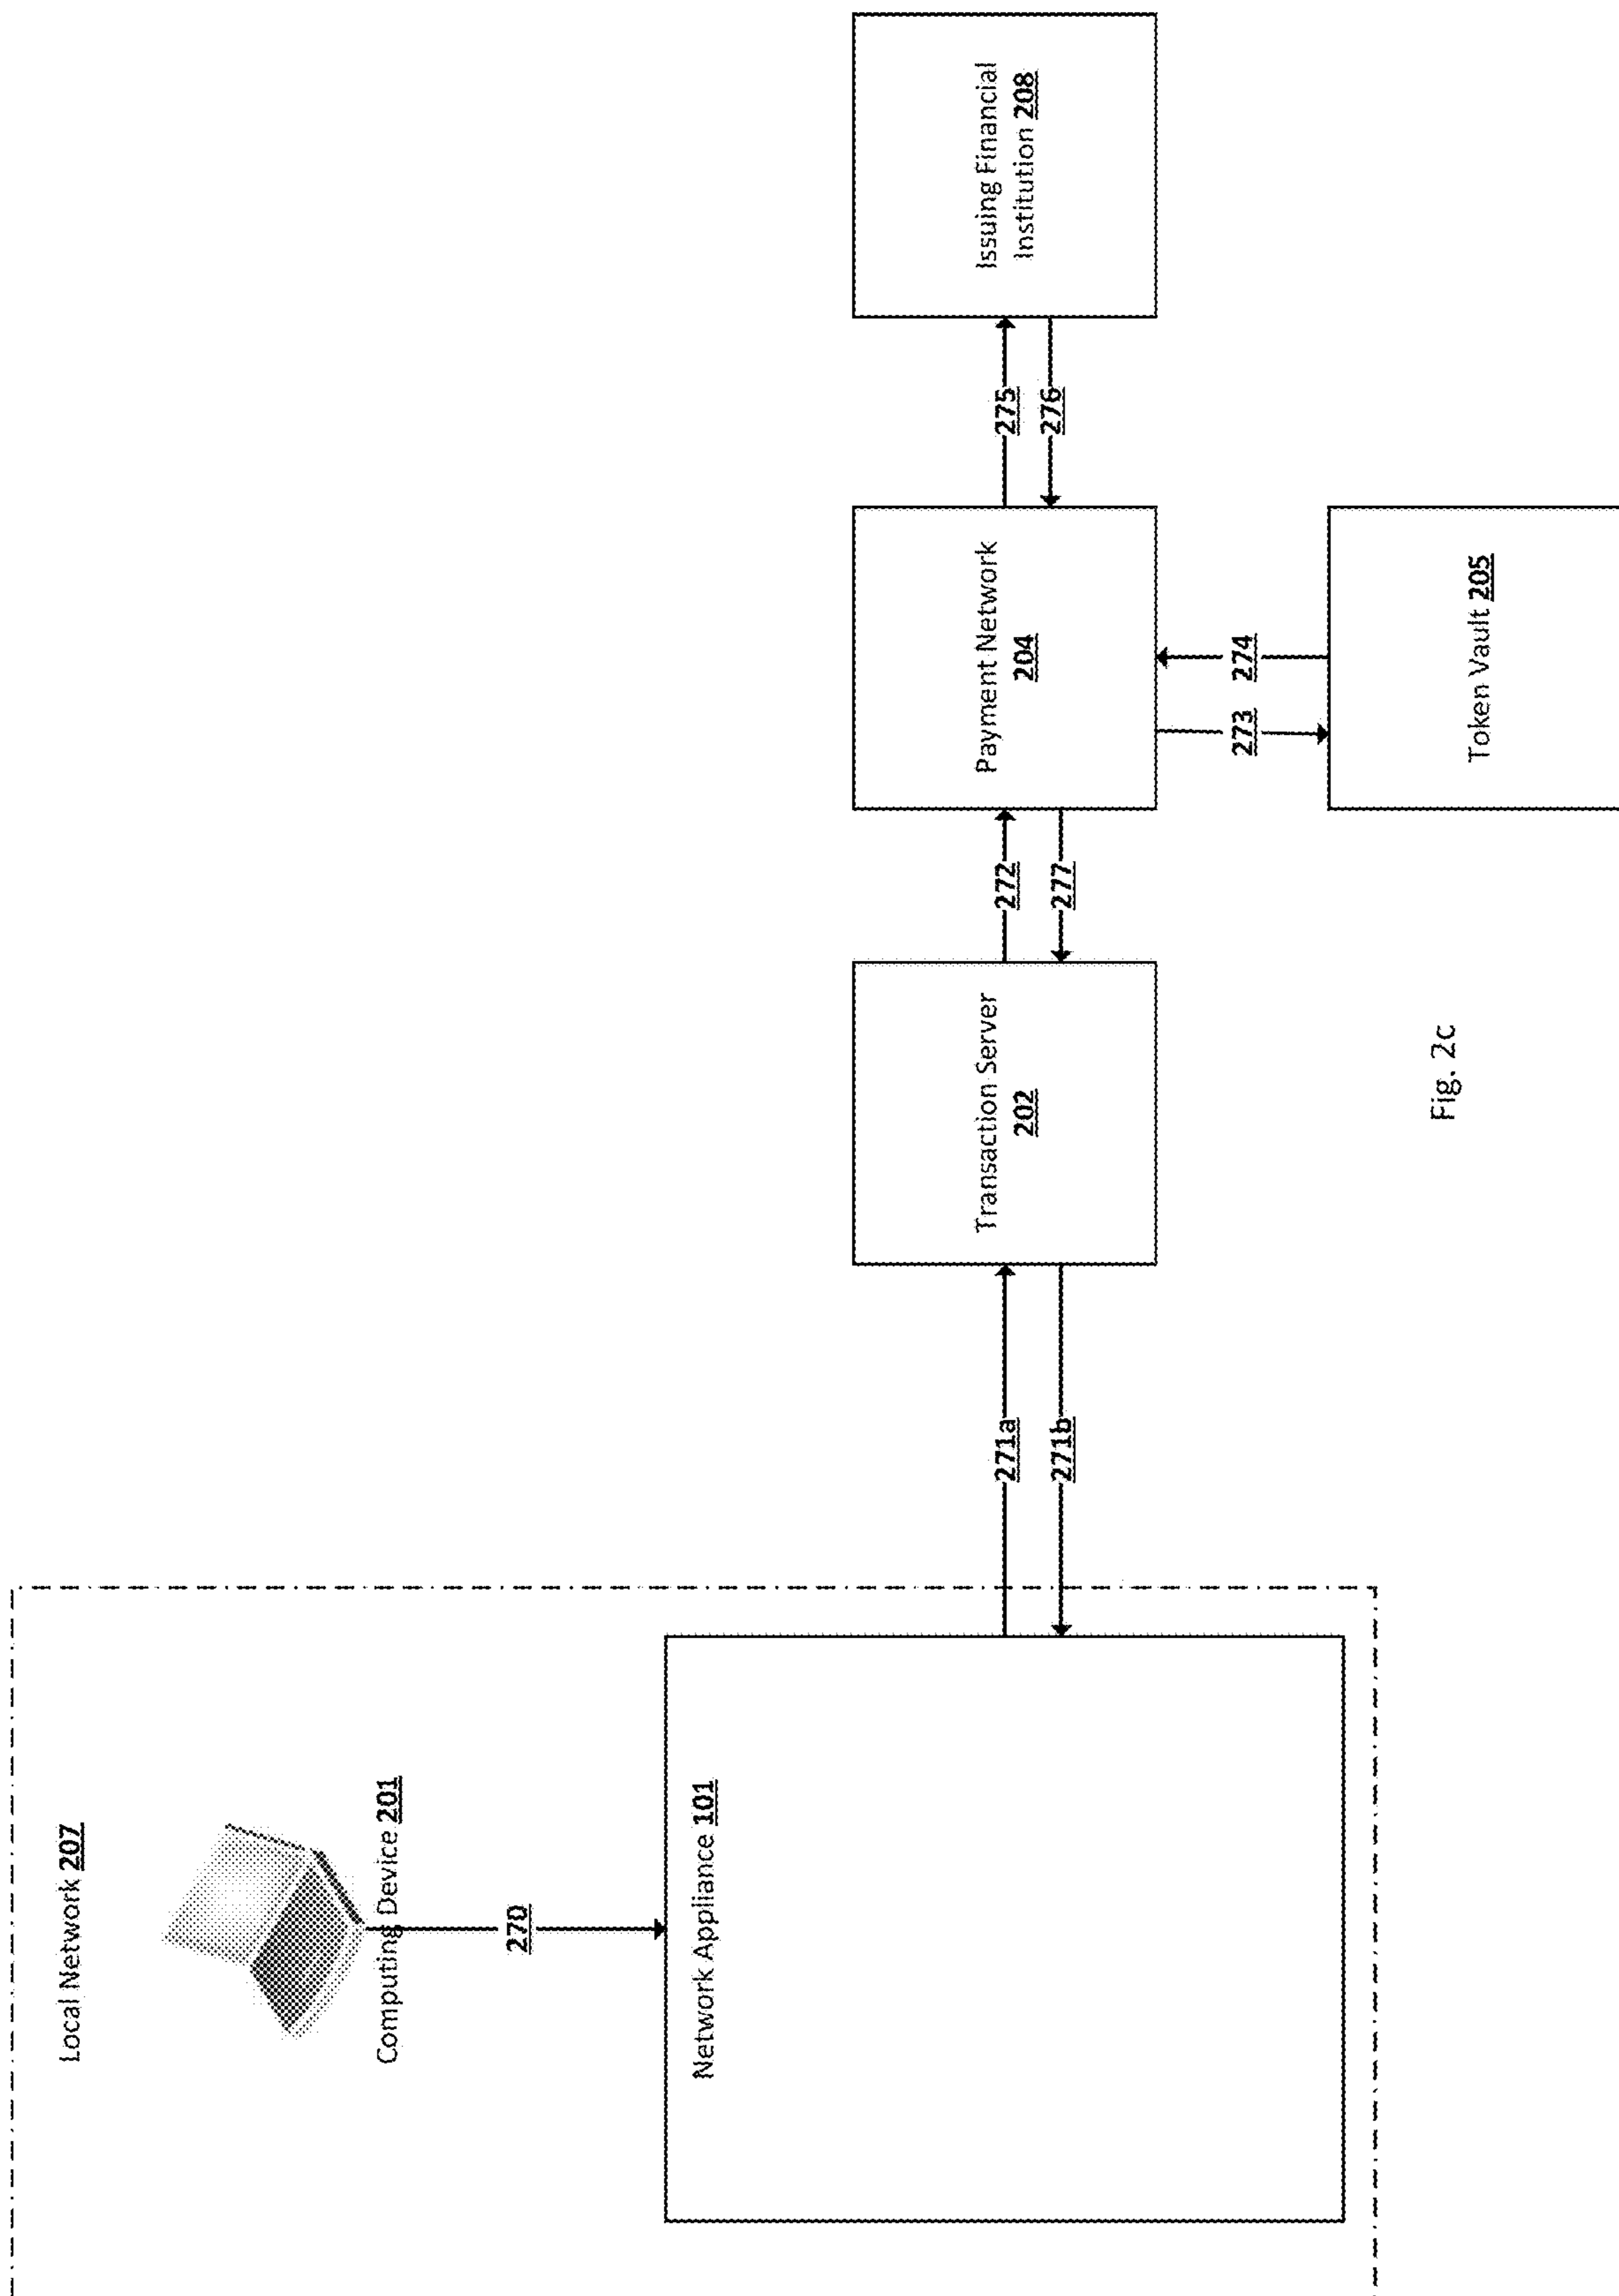 Local Network 207
Computing Device 201
270
Network Appliance 101
271a
271b
Transaction Server
202
272
277
Payment Network
204
273
274
Token Vault 205
275
276
Issuing Financial
Institution 208
Fig. 2c